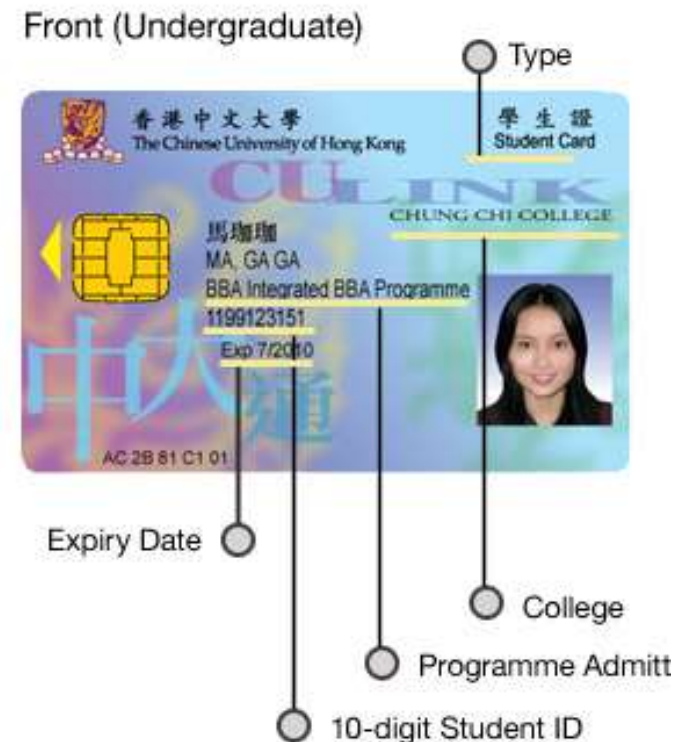 Front (Undergraduate)
Type
香港中文大學
The Chinese University of Hong Kong
學生證
Student Card
CULINK
CHUNG CHI COLLEGE
馬珈珈
MA, GA GA
BBA Integrated BBA Programme
1199123151
Exp 7/2010
中大通
AC 2B 81 C1 01
Expiry Date
College
Programme Admitt
10-digit Student ID